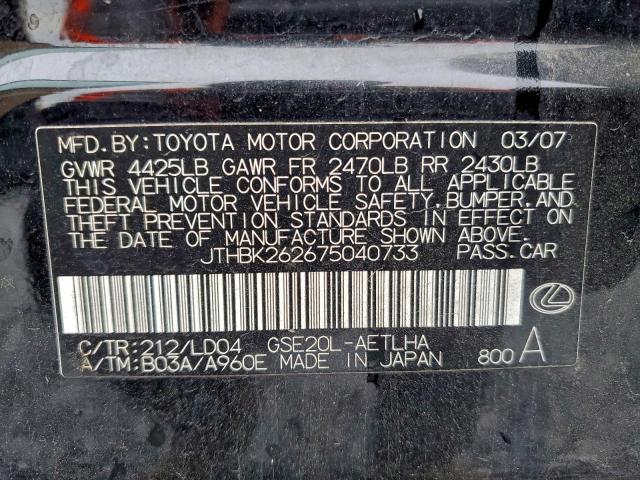 MFD. BY: TOYOTA MOTOR CORPORATION 03/07
GVWR 4425LB GAWR FR 2470LB RR 2430LB
THIS VEHICLE CONFORMS TO ALL APPLICABLE
FEDERAL MOTOR VEHICLE SAFETY, BUMPER, AND
THEFT PREVENTION STANDARDS IN EFFECT ON
THE DATE OF MANUFACTURE SHOWN ABOVE.
JTHBK262675040733 PASS. CAR
C/TR: 212/LD04 GSE20L-AETLHA
A/TM: B03A/A960E MADE IN JAPAN 800 A